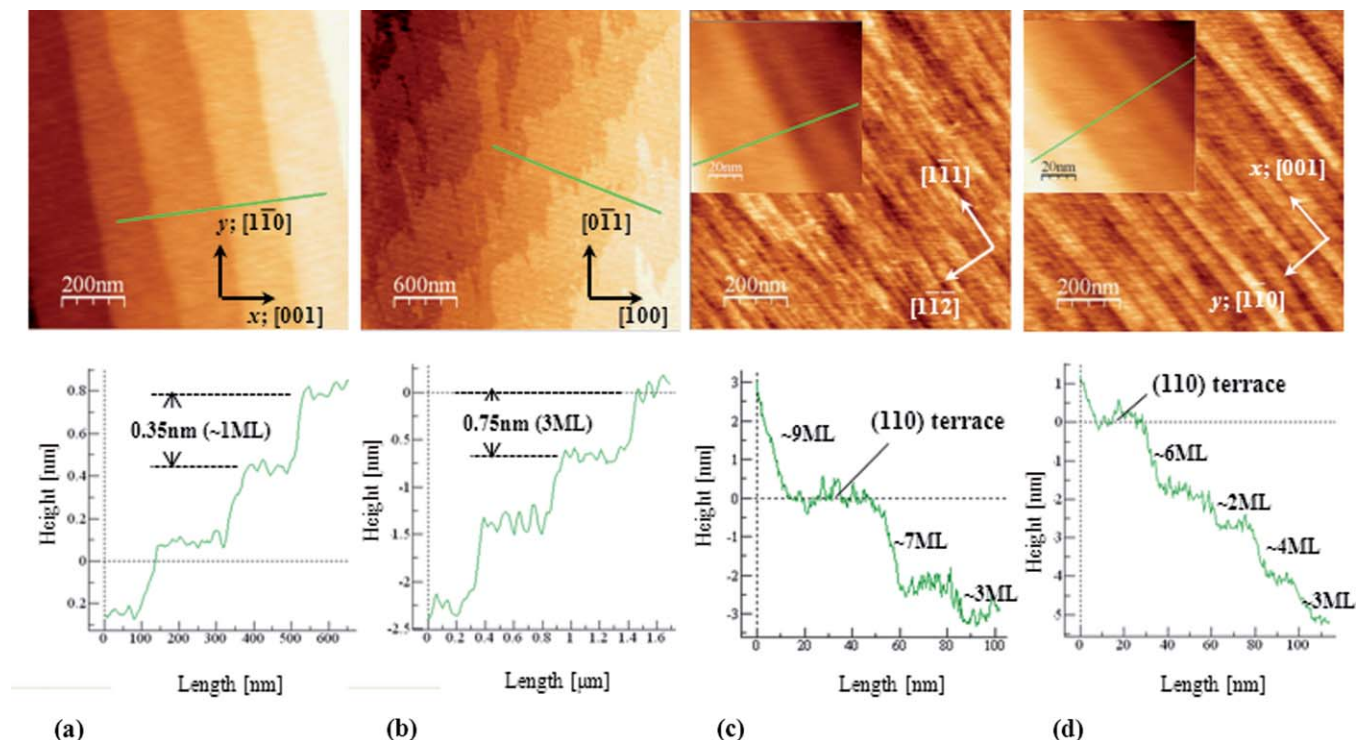 y; [11̅0]
200nm
x; [001]
[01̅1]
600nm
[100]
20nm
[11̅1]
200nm
[11̅2̅]
20nm
x; [001]
200nm
y; [11̅0]
0.8
0.6
0.4
0.2
0
0.2
0.35nm (~1ML)
Height [nm]
0 100 200 300 400 500 600
Length [nm]
0
-0.5
-1
-1.5
-2
-2.5
0.75nm (3ML)
Height [nm]
0 0.2 0.4 0.6 0.8 1 1.2 1.4 1.6
Length [μm]
3
2
1
0
-1
-2
-3
~9ML
(110) terrace
~7ML
~3ML
Height [nm]
0 20 40 60 80 100
Length [nm]
1
0
-1
-2
-3
-4
-5
(110) terrace
~6ML
~2ML
~4ML
~3ML
Height [nm]
0 20 40 60 80 100
Length [nm]
(a)
(b)
(c)
(d)